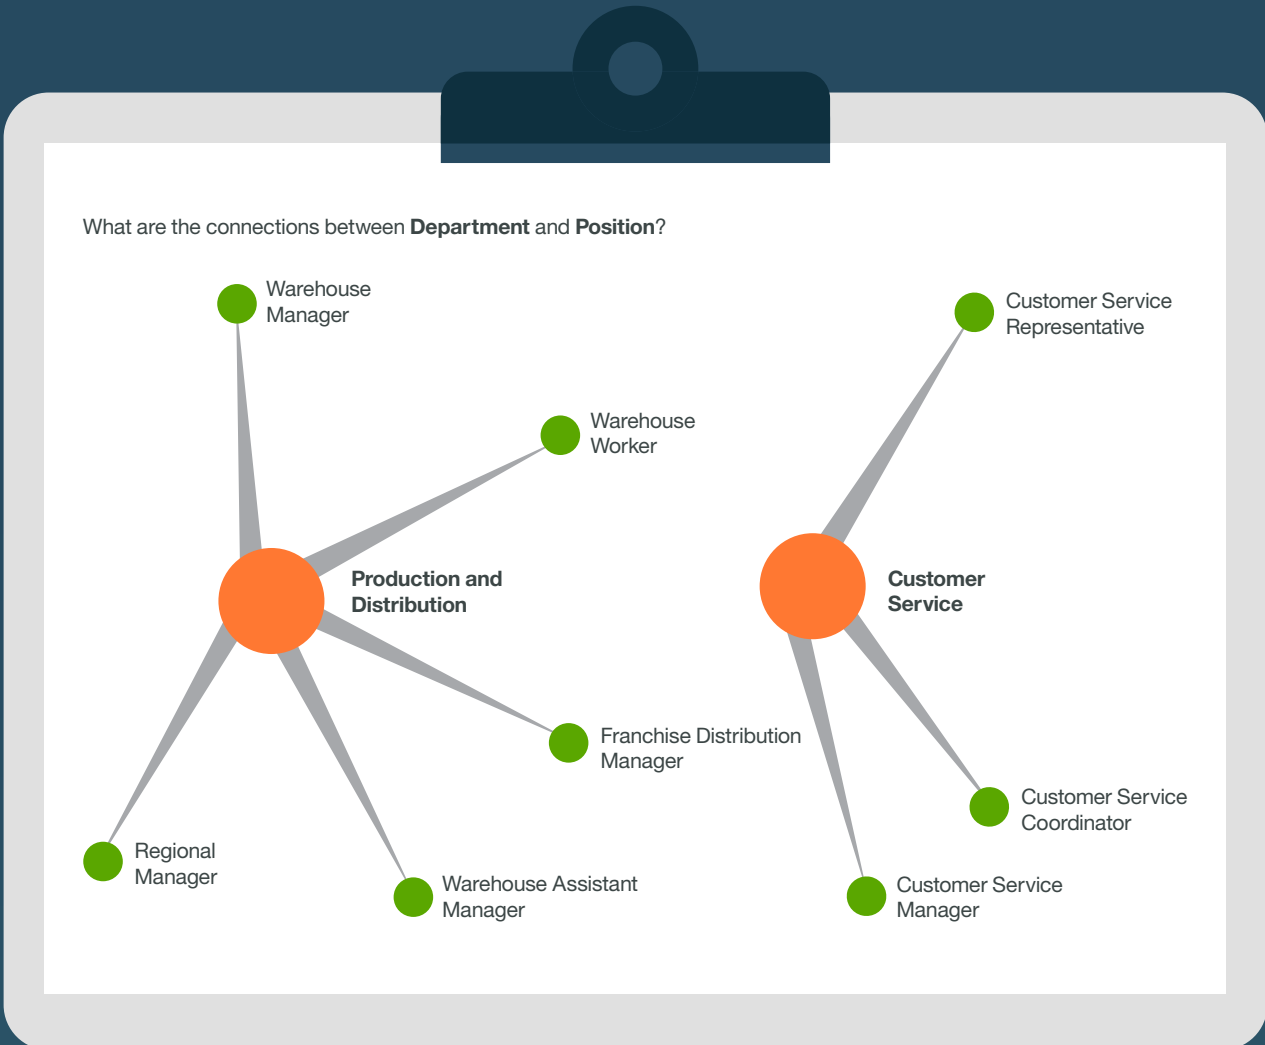 What are the connections between Department and Position?
Warehouse
Manager
Customer Service
Representative
Warehouse
Worker
Production and
Distribution
Customer
Service
Franchise Distribution
Manager
Customer Service
Coordinator
Regional
Manager
Warehouse Assistant
Manager
Customer Service
Manager